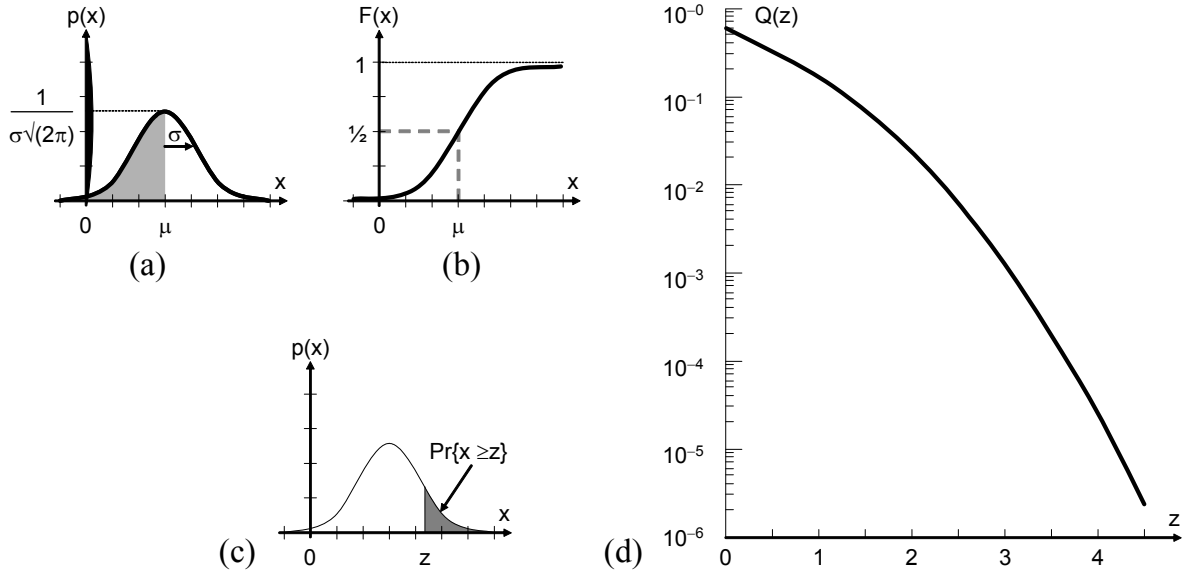 p(x)
1
σ√(2π)
σ
x
0
μ
(a)
F(x)
1
½
x
0
μ
(b)
p(x)
Pr{x ≥z}
x
0
z
(c)
10⁻⁰
Q(z)
10⁻¹
10⁻²
10⁻³
10⁻⁴
10⁻⁵
10⁻⁶
z
0 1 2 3 4
(d)